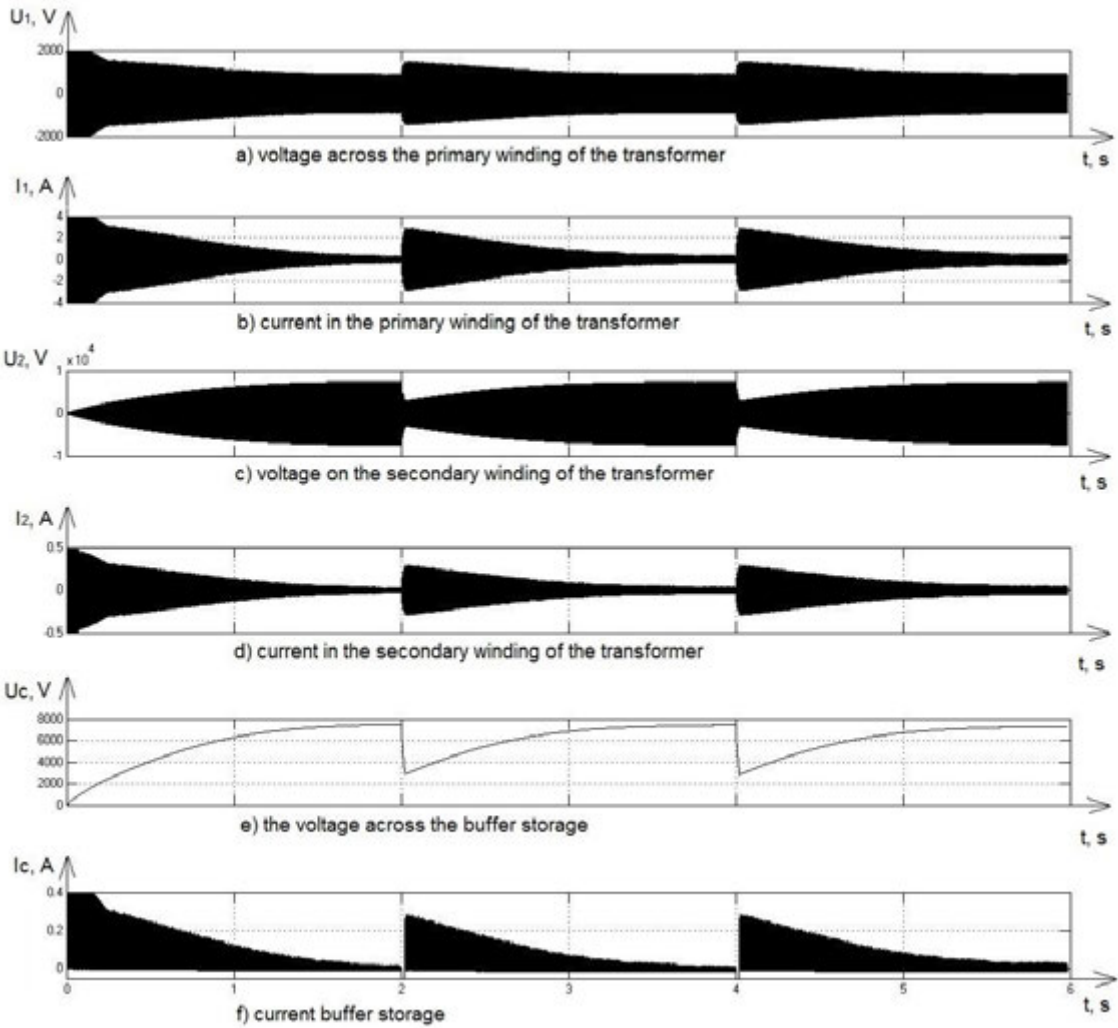 U1, V
2000
0
-2000
a) voltage across the primary winding of the transformer
t, s
I1, A
4
2
0
-2
-4
b) current in the primary winding of the transformer
t, s
U2, V
x 10^4
1
0
-1
c) voltage on the secondary winding of the transformer
t, s
I2, A
0.5
0
-0.5
d) current in the secondary winding of the transformer
t, s
Uc, V
8000
6000
4000
2000
0
e) the voltage across the buffer storage
t, s
Ic, A
0.4
0.2
0
0 1 2 3 4 5 6
f) current buffer storage
t, s